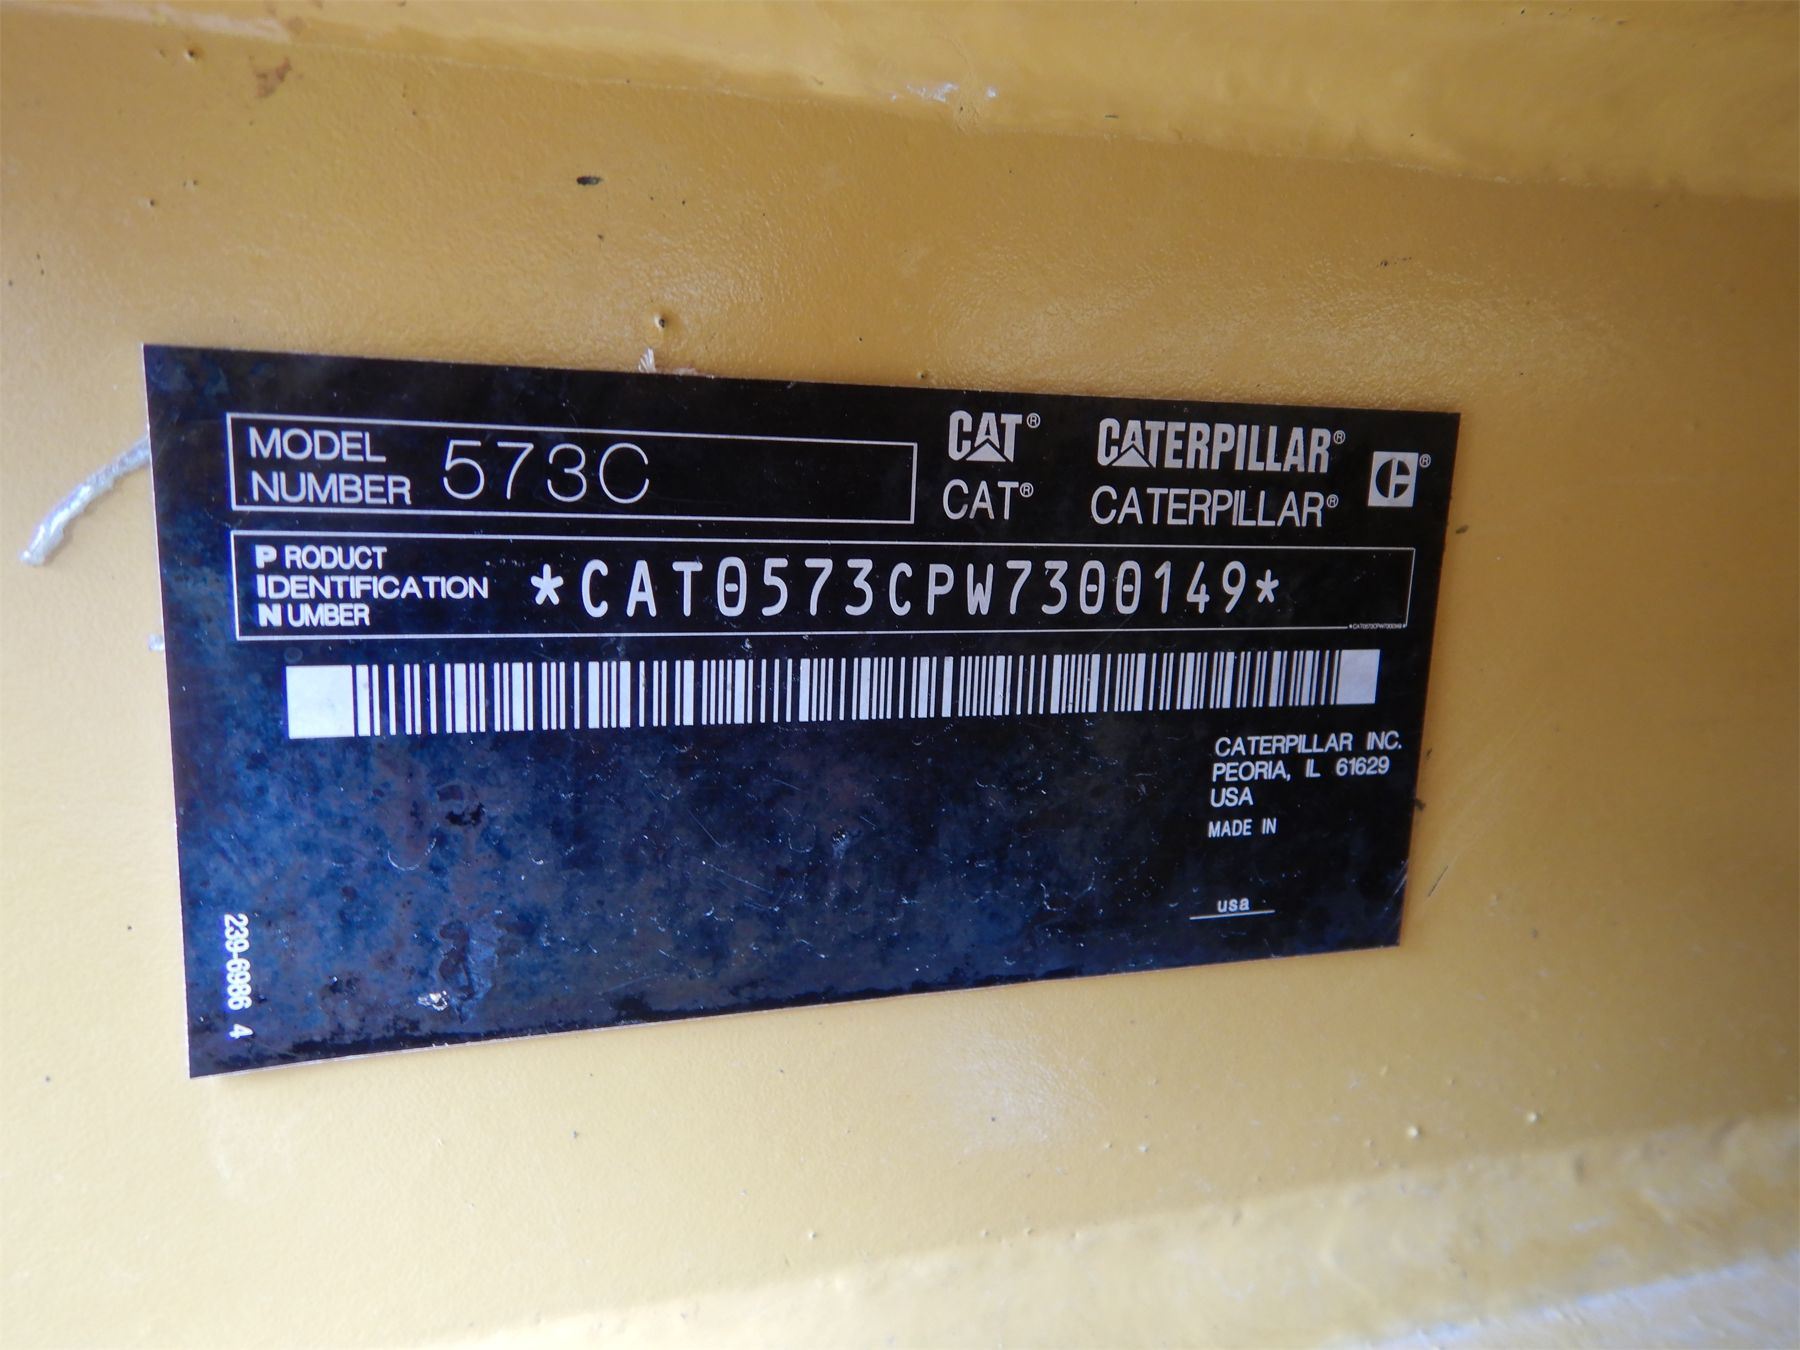 MODEL NUMBER 573C
CAT® CATERPILLAR® C®
CAT® CATERPILLAR®
PRODUCT
IDENTIFICATION
NUMBER
*CAT0573CPW7300149*
*CAT0573CPW7300149*
CATERPILLAR INC.
PEORIA, IL 61629
USA
MADE IN
usa
239-6986 4